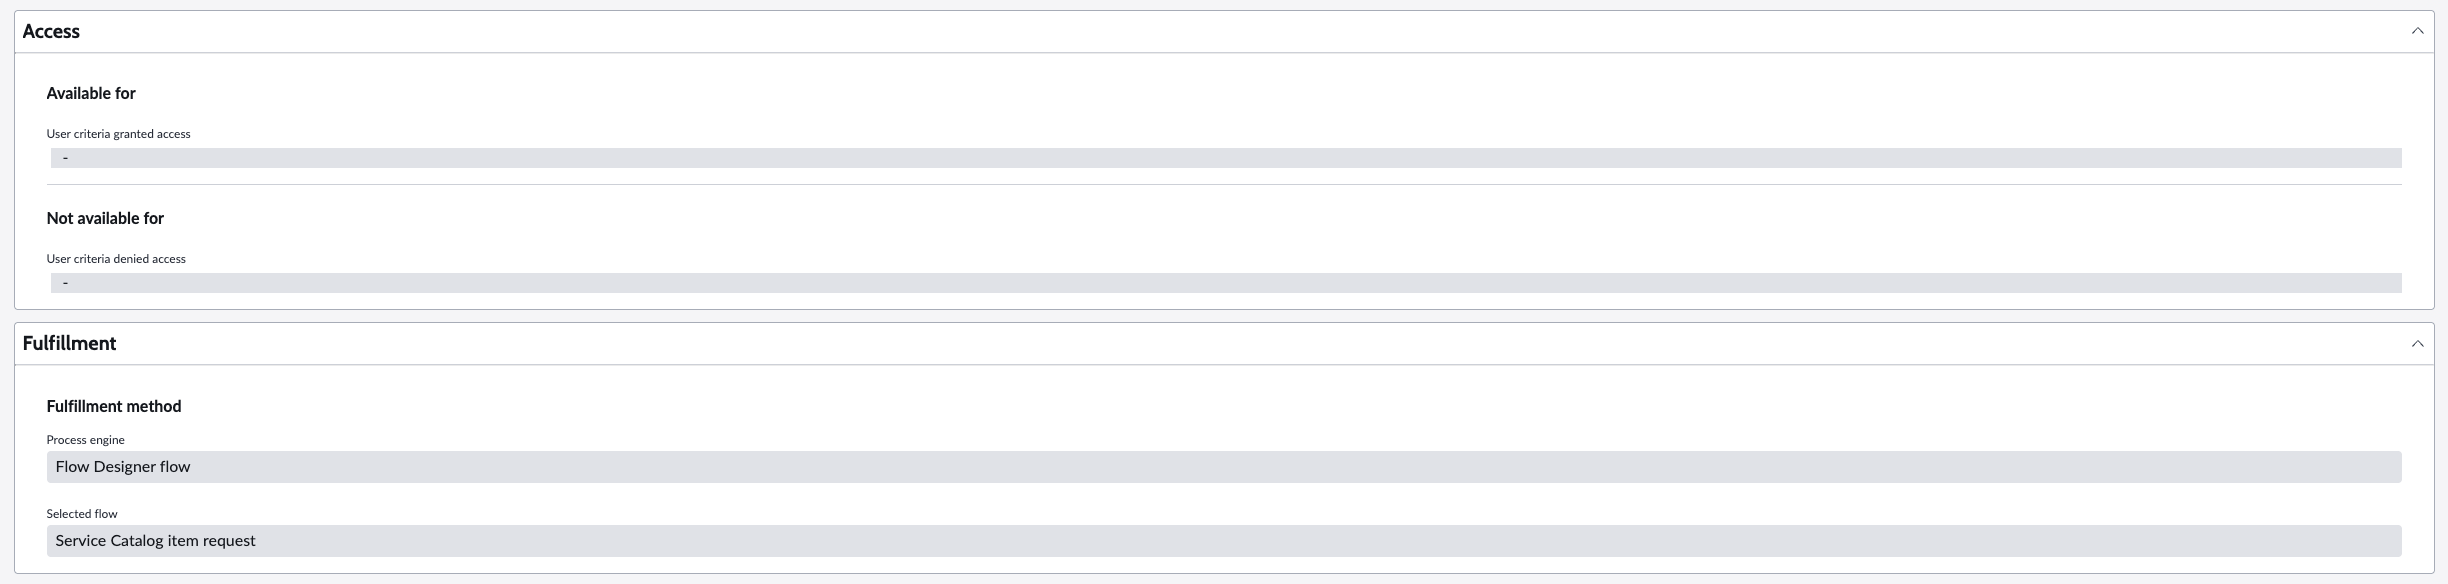 Access
Available for
User criteria granted access
-
Not available for
User criteria denied access
-
Fulfillment
Fulfillment method
Process engine
Flow Designer flow
Selected flow
Service Catalog item request